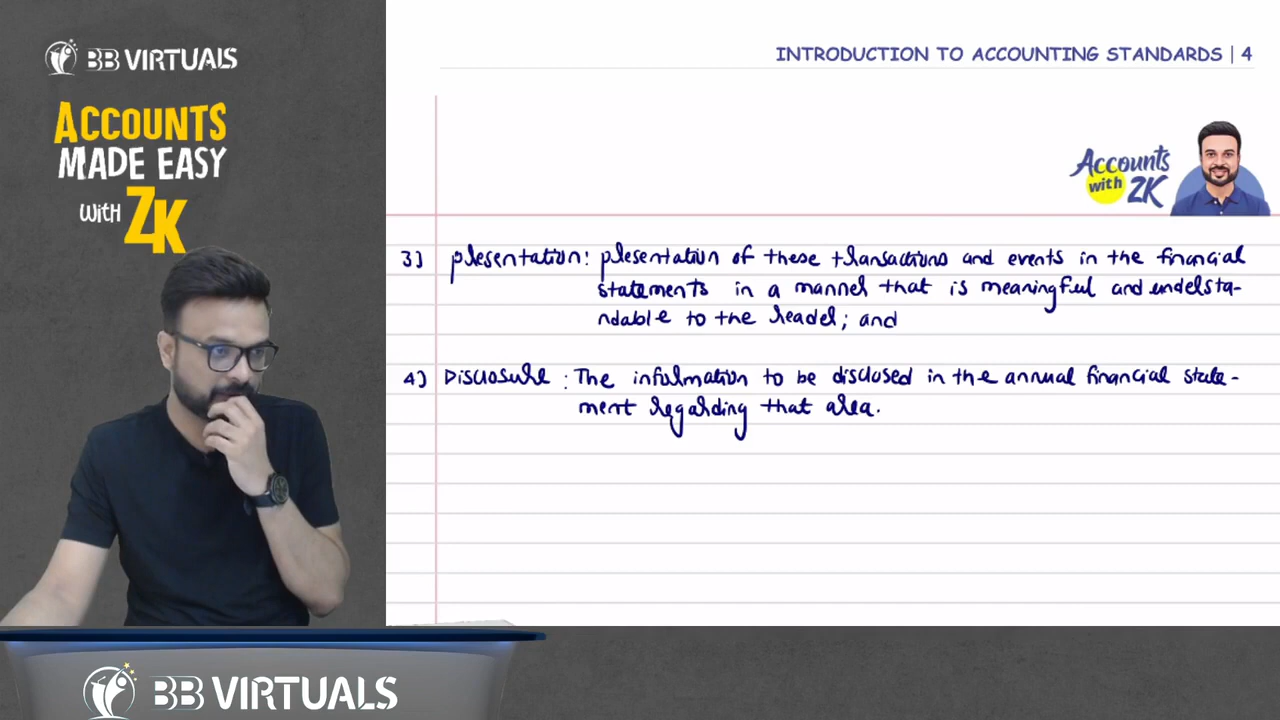 BB VIRTUALS
ACCOUNTS
MADE EASY
with ZK
INTRODUCTION TO ACCOUNTING STANDARDS | 4
Accounts
with ZK
3) presentation: presentation of these transactions and events in the financial
statements in a manner that is meaningful and understa-
ndable to the reader; and
4) Disclosure : The information to be disclosed in the annual financial state-
ment regarding that area.
BB VIRTUALS